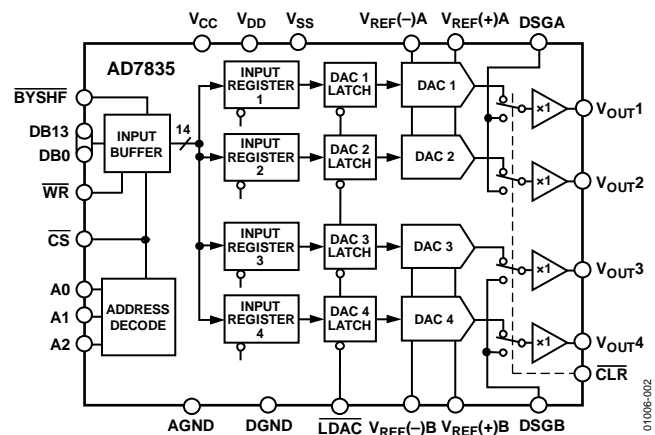 VCC VDD VSS VREF(–)A VREF(+)A DSGA
AD7835
BYSHF
DB13
DB0
WR
CS
A0
A1
A2
INPUT
BUFFER
14
ADDRESS
DECODE
INPUT
REGISTER
1
DAC 1
LATCH
DAC 1
×1
VOUT1
INPUT
REGISTER
2
DAC 2
LATCH
DAC 2
×1
VOUT2
INPUT
REGISTER
3
DAC 3
LATCH
DAC 3
×1
VOUT3
INPUT
REGISTER
4
DAC 4
LATCH
DAC 4
×1
VOUT4
CLR
AGND DGND LDAC VREF(–)B VREF(+)B DSGB
01006-002